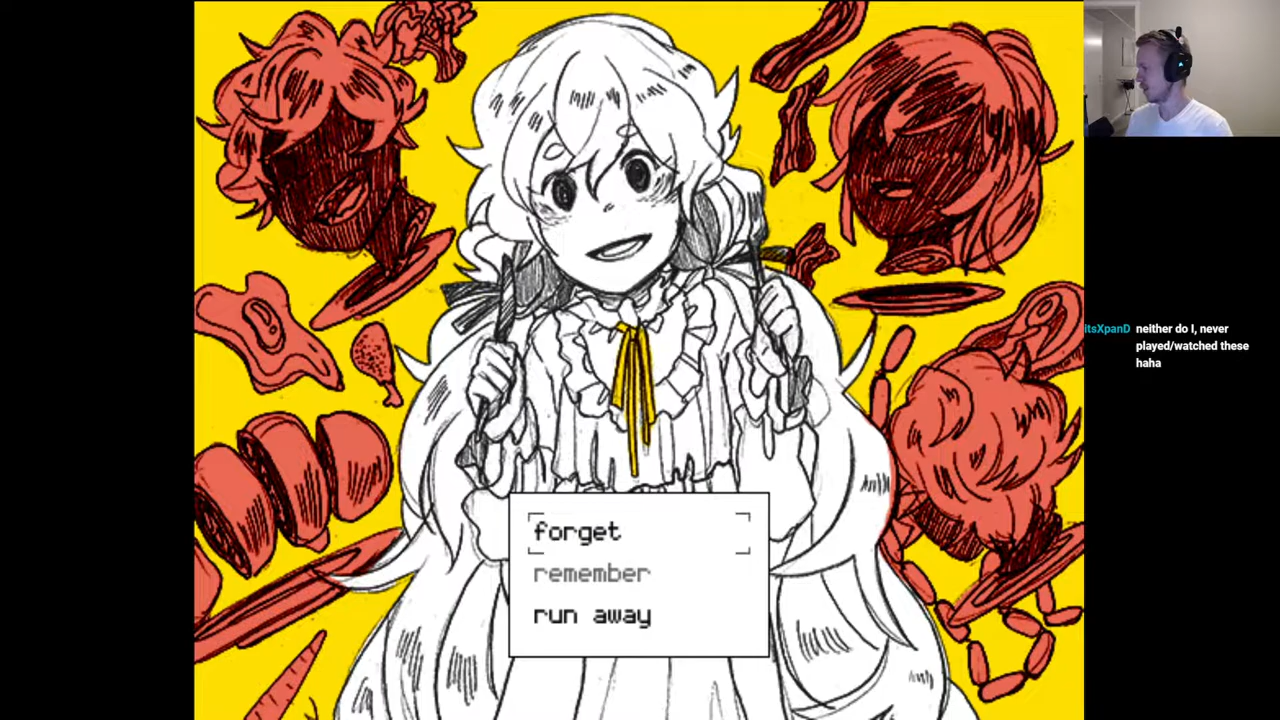 forget
remember
run away
itsXpanD neither do I, never
played/watched these
haha